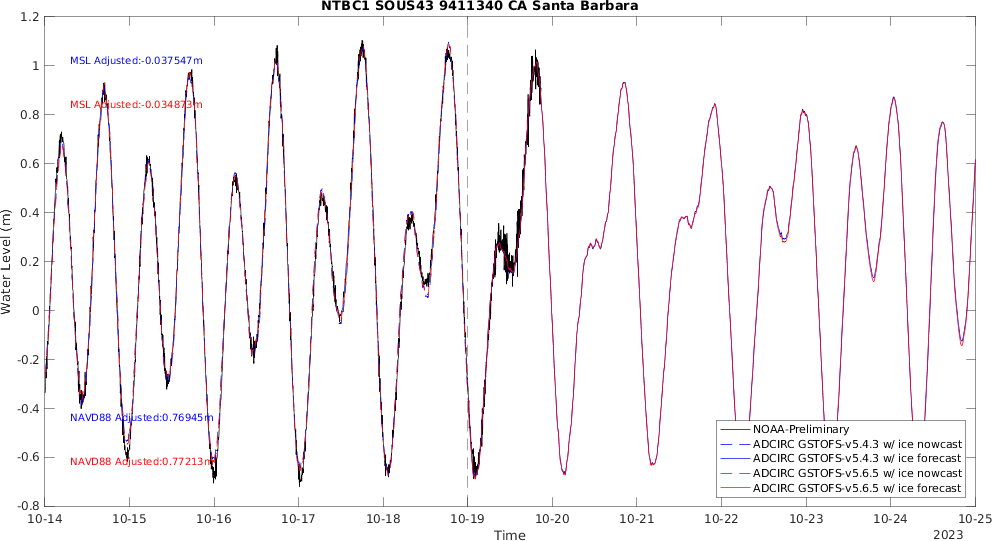 NTBC1 SOUS43 9411340 CA Santa Barbara
1.2
1
0.8
0.6
0.4
0.2
0
-0.2
-0.4
-0.6
-0.8
Water Level (m)
MSL Adjusted:-0.037547m
MSL Adjusted:-0.034873m
NAVD88 Adjusted:0.76945m
NAVD88 Adjusted:0.77213m
NOAA-Preliminary
ADCIRC GSTOFS-v5.4.3 w/ ice nowcast
ADCIRC GSTOFS-v5.4.3 w/ ice forecast
ADCIRC GSTOFS-v5.6.5 w/ ice nowcast
ADCIRC GSTOFS-v5.6.5 w/ ice forecast
10-14 10-15 10-16 10-17 10-18 10-19 10-20 10-21 10-22 10-23 10-24 10-25
Time
2023